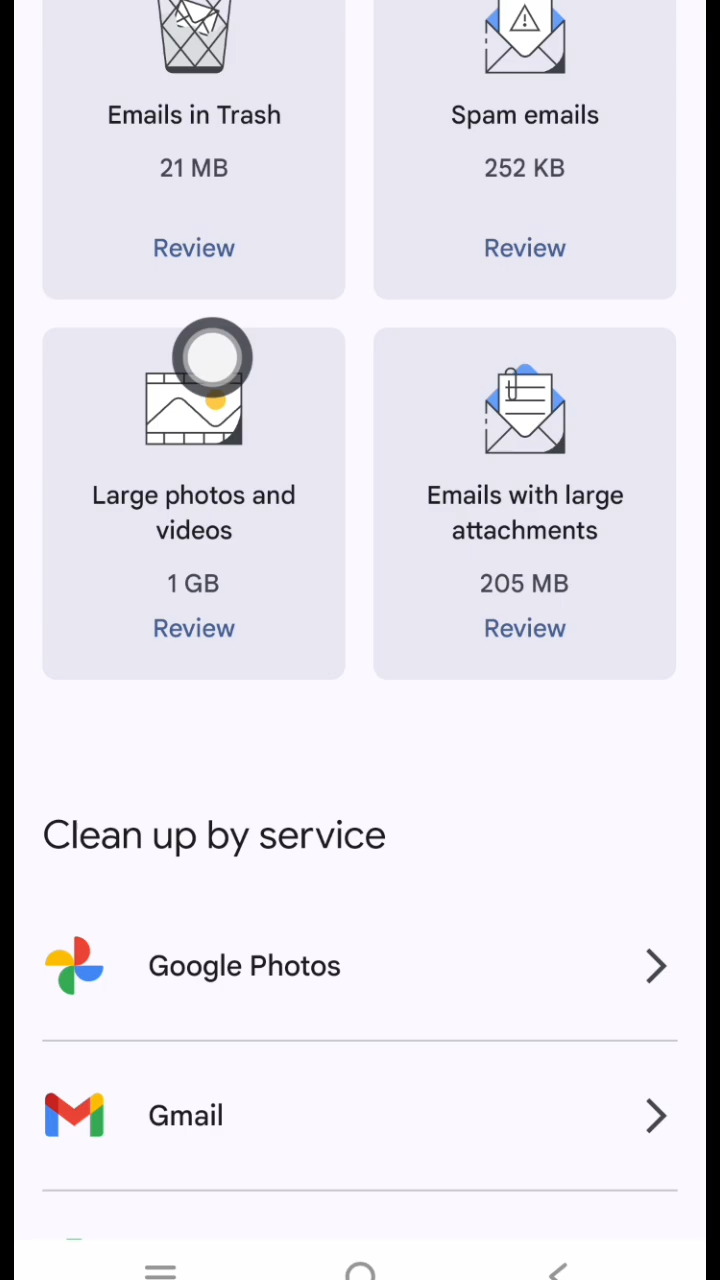 Emails in Trash
21 MB
Review
Spam emails
252 KB
Review
Large photos and
videos
1 GB
Review
Emails with large
attachments
205 MB
Review
Clean up by service
Google Photos
Gmail